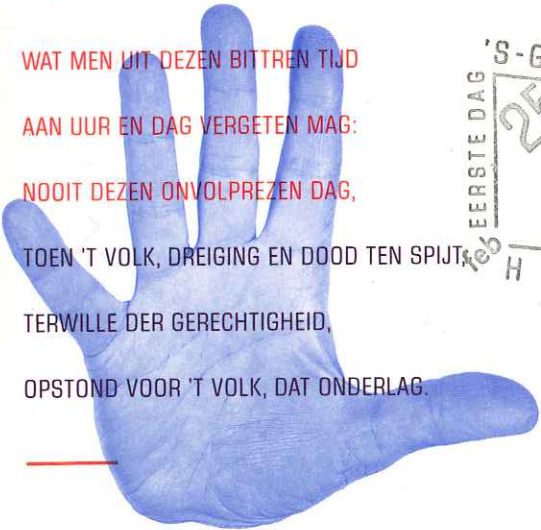 WAT MEN UIT DEZEN BITTREN TIJD
AAN UUR EN DAG VERGETEN MAG:
NOOIT DEZEN ONVOLPREZEN DAG,
TOEN 'T VOLK, DREIGING EN DOOD TEN SPIJT,
TERWILLE DER GERECHTIGHEID,
OPSTOND VOOR 'T VOLK, DAT ONDERLAG.
'S-G
EERSTE DAG
25
feb
H